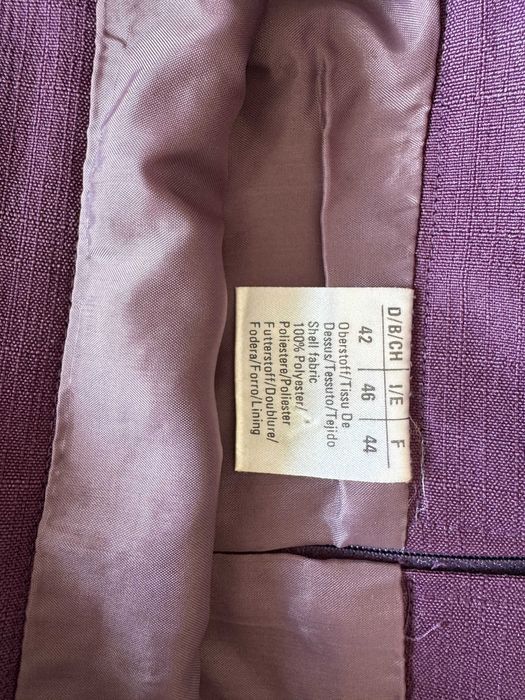 D/B/CH I/E F
42 46 44
Oberstoff/Tissu De
Dessus/Tessuto/Tejido
Shell fabric
100% Polyester/
Poliestere/Poliester
Futterstoff/Doublure/
Fodera/Forro/Lining